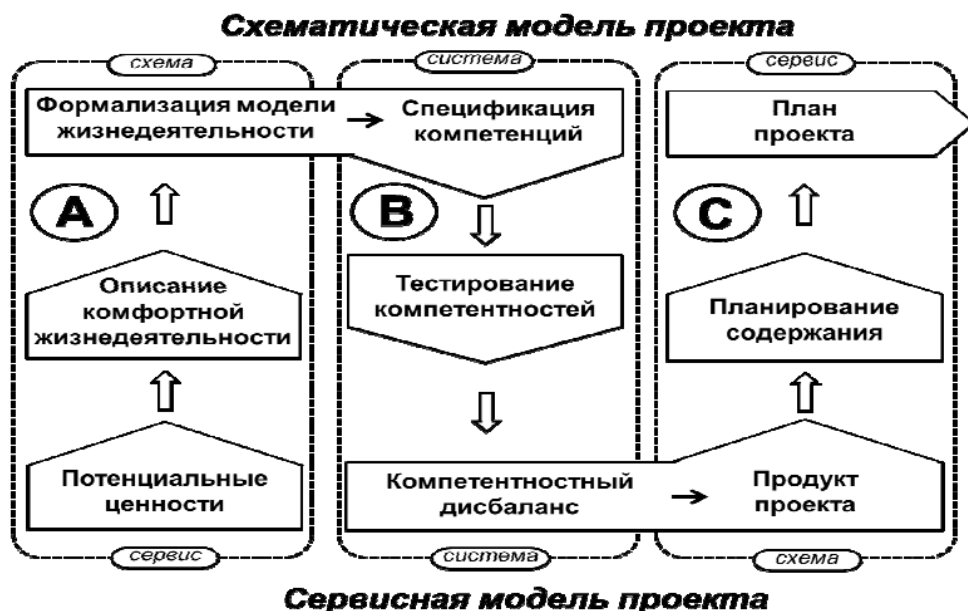 Схематическая модель проекта
схема
система
сервис
Формализация модели
жизнедеятельности
→
Спецификация
компетенций
План
проекта
A
B
C
Описание
комфортной
жизнедеятельности
Тестирование
компетентностей
Планирование
содержания
Потенциальные
ценности
Компетентностный
дисбаланс
→
Продукт
проекта
сервис
система
схема
Сервисная модель проекта